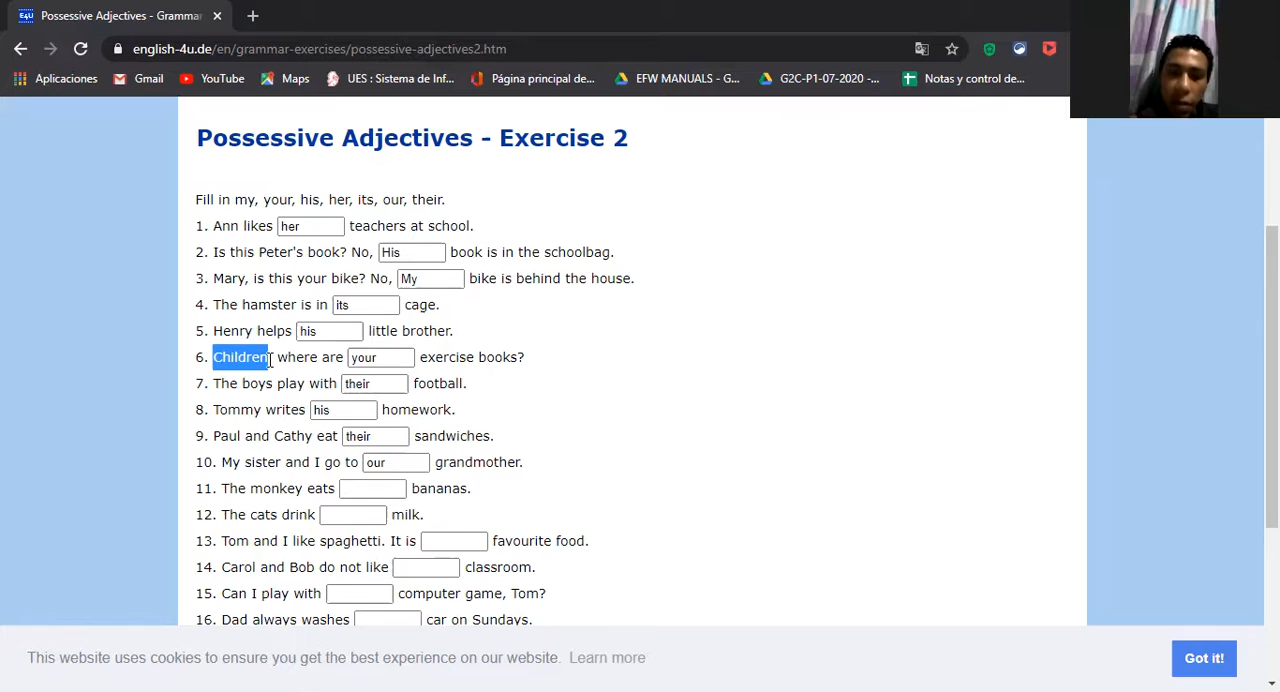 E4U Possessive Adjectives - Grammar
english-4u.de/en/grammar-exercises/possessive-adjectives2.htm
Aplicaciones Gmail YouTube Maps UES : Sistema de Inf... Página principal de... EFW MANUALS - G... G2C-P1-07-2020 -... Notas y control de...
Possessive Adjectives - Exercise 2
Fill in my, your, his, her, its, our, their.
1. Ann likes her teachers at school.
2. Is this Peter's book? No, His book is in the schoolbag.
3. Mary, is this your bike? No, My bike is behind the house.
4. The hamster is in its cage.
5. Henry helps his little brother.
6. Children where are your exercise books?
7. The boys play with their football.
8. Tommy writes his homework.
9. Paul and Cathy eat their sandwiches.
10. My sister and I go to our grandmother.
11. The monkey eats bananas.
12. The cats drink milk.
13. Tom and I like spaghetti. It is favourite food.
14. Carol and Bob do not like classroom.
15. Can I play with computer game, Tom?
16. Dad always washes car on Sundays.
This website uses cookies to ensure you get the best experience on our website. Learn more
Got it!